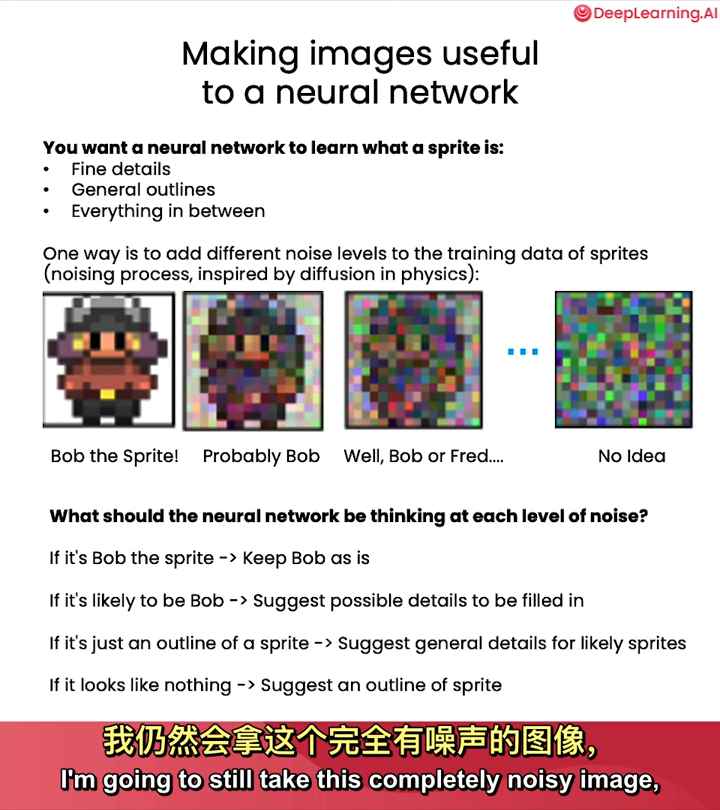 DeepLearning.AI
Making images useful
to a neural network
You want a neural network to learn what a sprite is:
• Fine details
• General outlines
• Everything in between
One way is to add different noise levels to the training data of sprites
(noising process, inspired by diffusion in physics):
...
Bob the Sprite! Probably Bob Well, Bob or Fred.... No Idea
What should the neural network be thinking at each level of noise?
If it's Bob the sprite -> Keep Bob as is
If it's likely to be Bob -> Suggest possible details to be filled in
If it's just an outline of a sprite -> Suggest general details for likely sprites
If it looks like nothing -> Suggest an outline of sprite
我仍然会拿这个完全有噪声的图像,
I'm going to still take this completely noisy image,